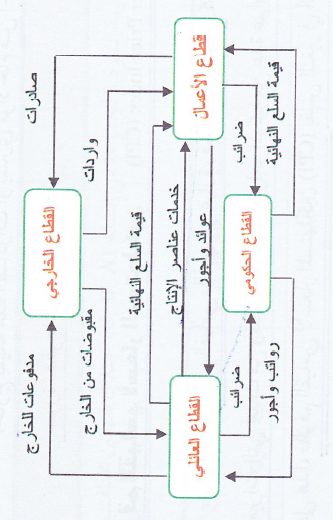 قطاع الأعمال
صادرات
واردات
ضرائب
قيمة السلع النهائية
القطاع الخارجي
قيمة السلع النهائية
خدمات عناصر الإنتاج
عوائد وأجور
القطاع الحكومي
مدفوعات للخارج
مقبوضات من الخارج
ضرائب
رواتب وأجور
القطاع العائلي